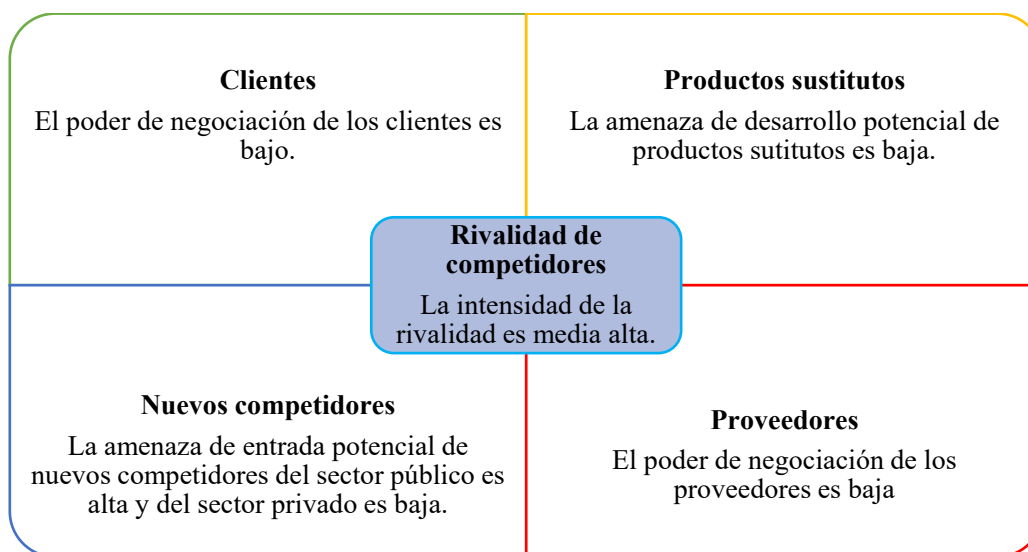 Clientes
El poder de negociación de los clientes es
bajo.
Productos sustitutos
La amenaza de desarrollo potencial de
productos sutitutos es baja.
Rivalidad de
competidores
La intensidad de la
rivalidad es media alta.
Nuevos competidores
La amenaza de entrada potencial de
nuevos competidores del sector público es
alta y del sector privado es baja.
Proveedores
El poder de negociación de los
proveedores es baja